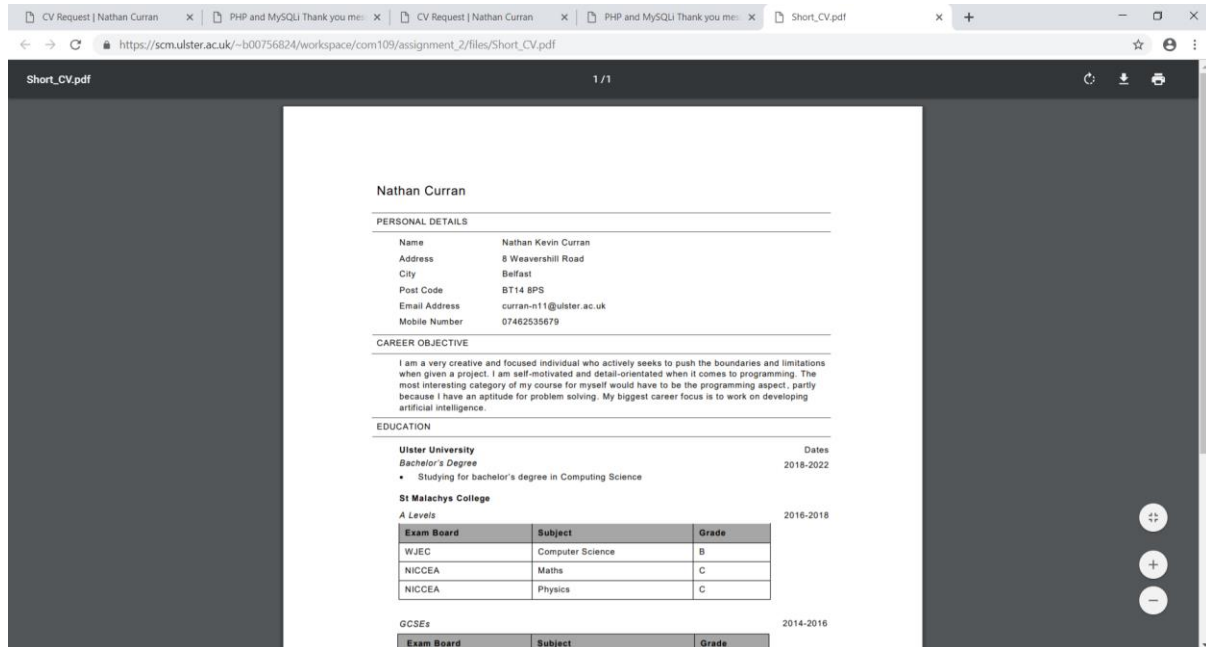 CV Request | Nathan Curran
PHP and MySQLi Thank you mes
CV Request | Nathan Curran
PHP and MySQLi Thank you mes
Short_CV.pdf
https://scm.ulster.ac.uk/~b00756824/workspace/com109/assignment_2/files/Short_CV.pdf
Short_CV.pdf 1 / 1
Nathan Curran
PERSONAL DETAILS
Name Nathan Kevin Curran
Address 8 Weavershill Road
City Belfast
Post Code BT14 8PS
Email Address curran-n11@ulster.ac.uk
Mobile Number 07462535679
CAREER OBJECTIVE
I am a very creative and focused individual who actively seeks to push the boundaries and limitations
when given a project. I am self-motivated and detail-orientated when it comes to programming. The
most interesting category of my course for myself would have to be the programming aspect, partly
because I have an aptitude for problem solving. My biggest career focus is to work on developing
artificial intelligence.
EDUCATION
Ulster University Dates
Bachelor's Degree 2018-2022
• Studying for bachelor's degree in Computing Science
St Malachys College
A Levels 2016-2018
Exam Board Subject Grade
WJEC Computer Science B
NICCEA Maths C
NICCEA Physics C
GCSEs 2014-2016
Exam Board Subject Grade